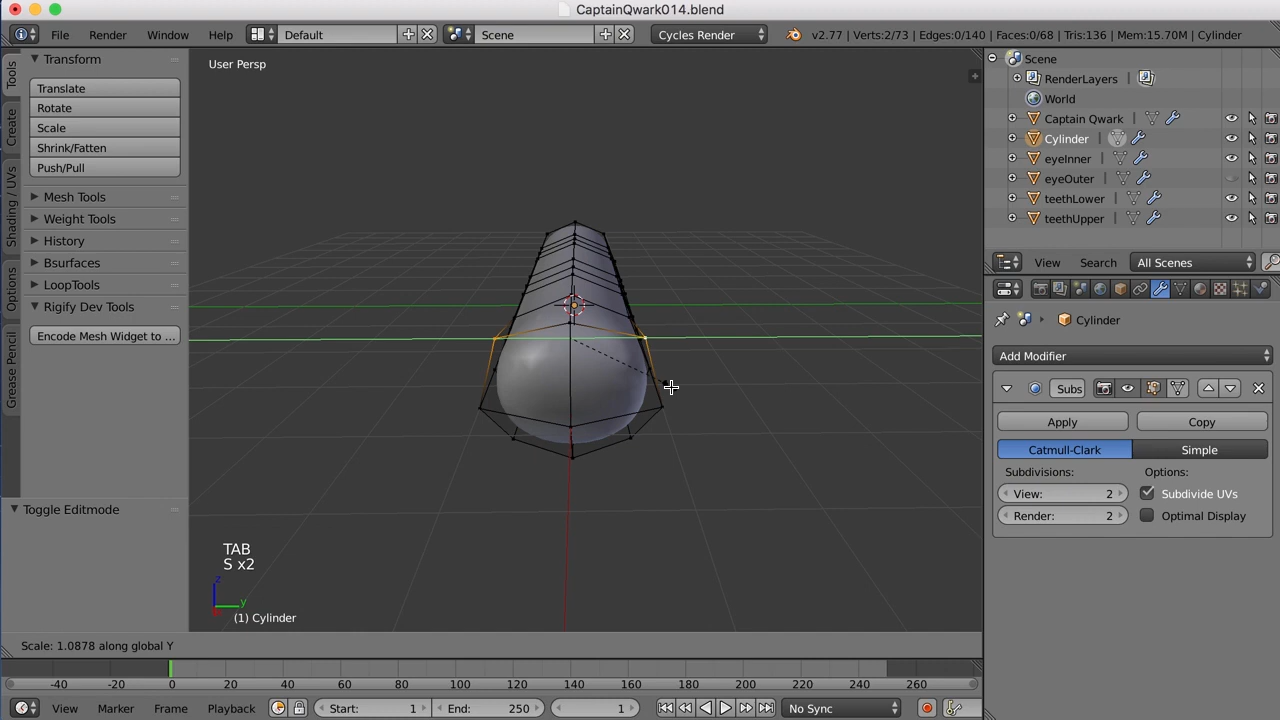 CaptainQwark014.blend
File Render Window Help Default Scene Cycles Render v2.77 | Verts:2/73 | Edges:0/140 | Faces:0/68 | Tris:136 | Mem:15.70M | Cylinder
Tools
Create
Shading / UVs
Options
Grease Pencil
Transform
Translate
Rotate
Scale
Shrink/Fatten
Push/Pull
Mesh Tools
Weight Tools
History
Bsurfaces
LoopTools
Rigify Dev Tools
Encode Mesh Widget to ...
Toggle Editmode
User Persp
TAB
S x2
z
y
(1) Cylinder
Scale: 1.0878 along global Y
Scene
RenderLayers |
World
Captain Qwark |
Cylinder |
eyeInner |
eyeOuter |
teethLower |
teethUpper |
View Search All Scenes
Cylinder
Add Modifier
Subs
Apply Copy
Catmull-Clark Simple
Subdivisions: Options:
View: 2 Subdivide UVs
Render: 2 Optimal Display
-40 -20 0 20 40 60 80 100 120 140 160 180 200 220 240 260
View Marker Frame Playback Start: 1 End: 250 1 No Sync